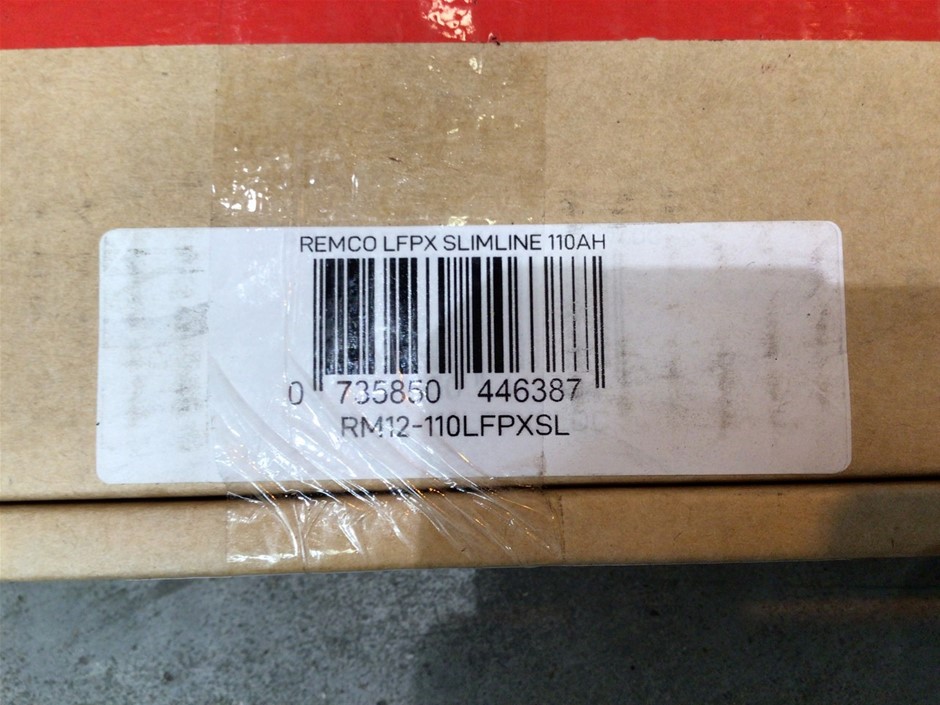 REMCO LFPX SLIMLINE 110AH
0 735850 446387
RM12-110LFPXSL